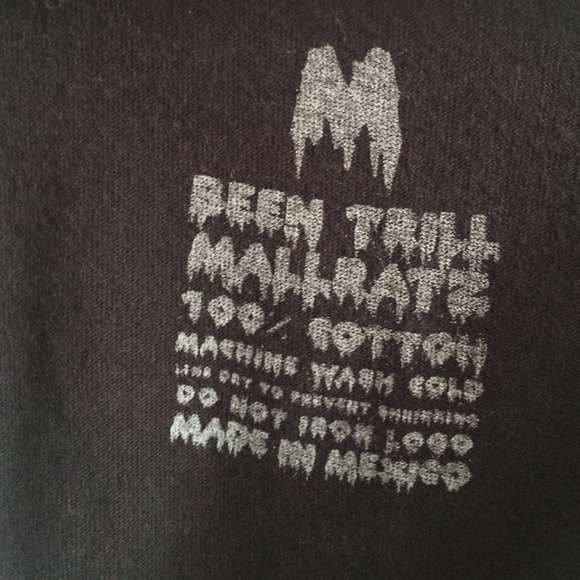 M
BEEN TRILL
MALLRATZ
100% COTTON
MACHINE WASH COLD
LINE DRY TO PREVENT SHRINKING
DO NOT IRON LOGO
MADE IN MEXICO